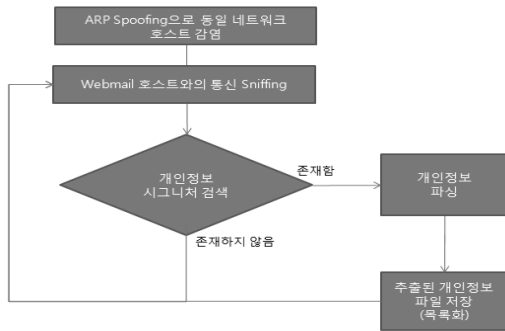 ARP Spoofing으로 동일 네트워크
호스트 감염
Webmail 호스트와의 통신 Sniffing
개인정보
시그니처 검색
존재함
개인정보
파싱
존재하지 않음
추출된 개인정보
파일 저장
(목록화)